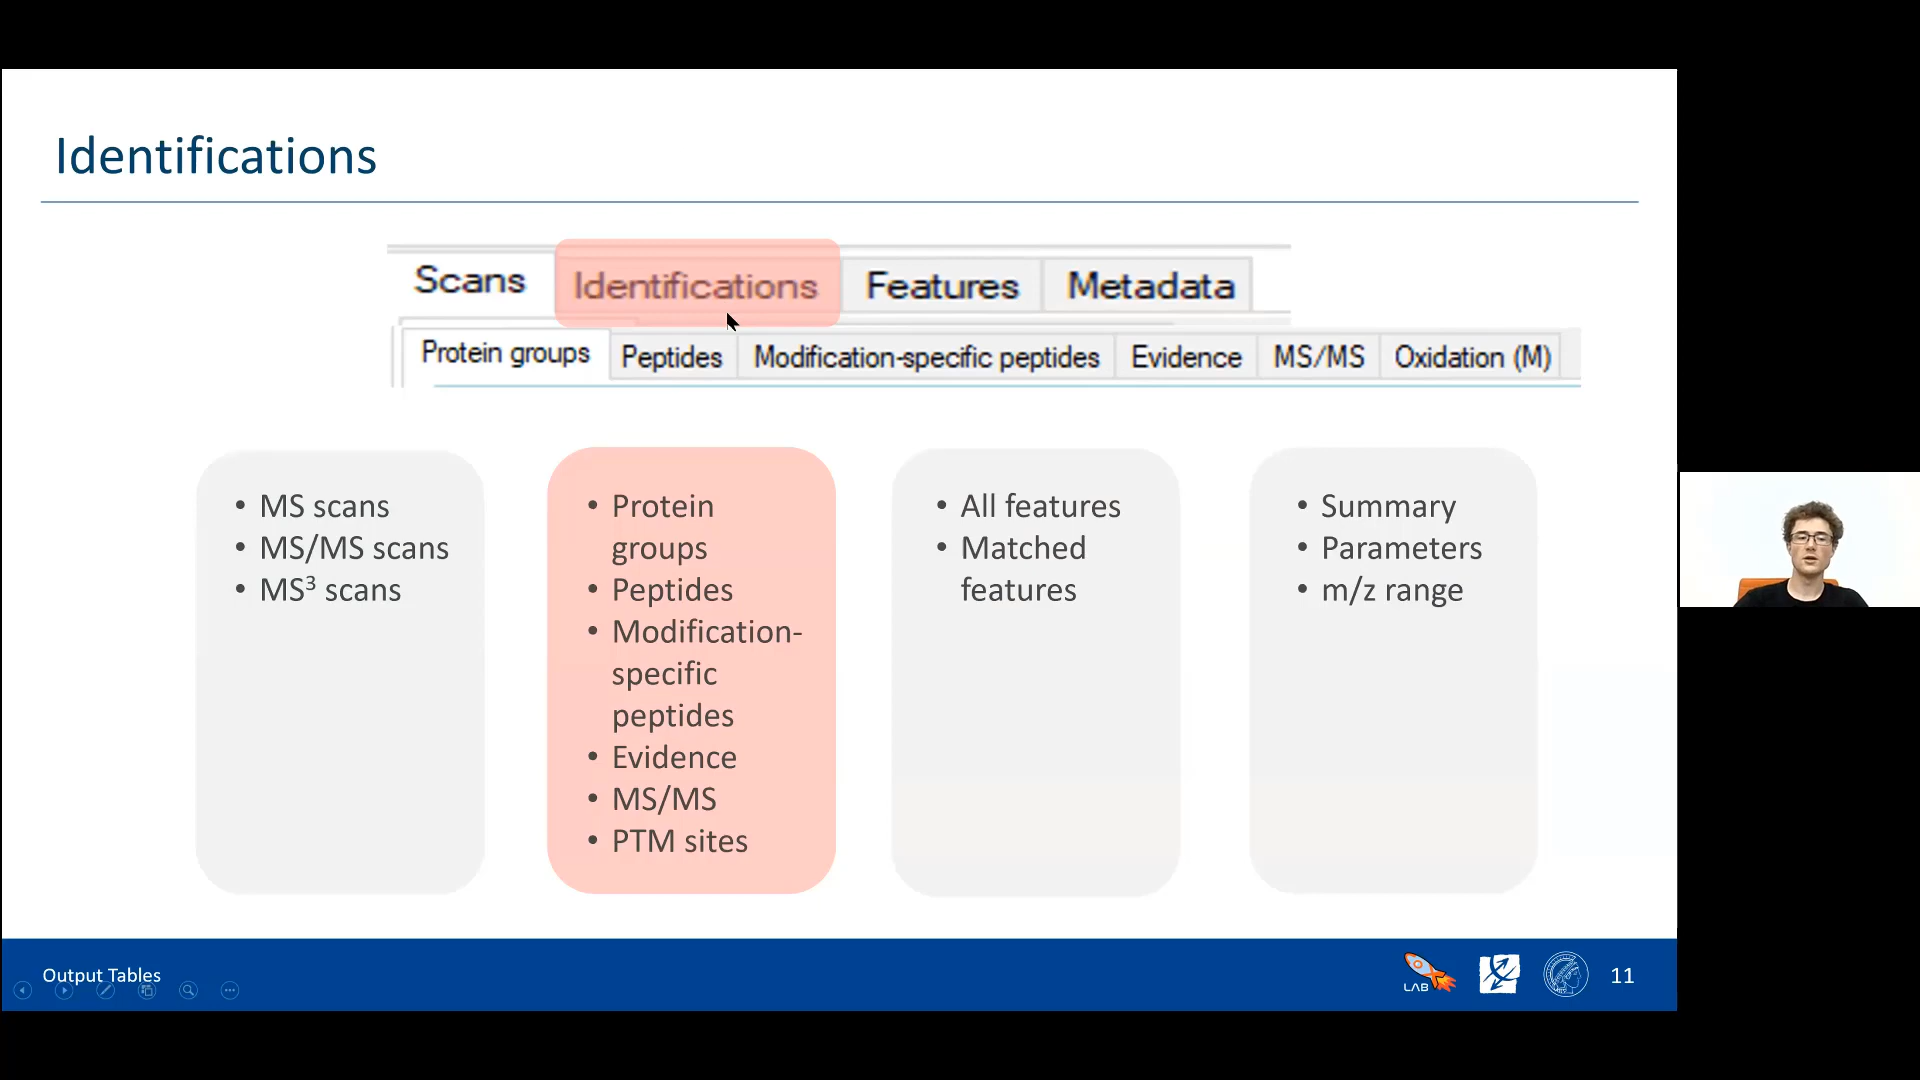 Identifications
Scans Identifications Features Metadata
Protein groups Peptides Modification-specific peptides Evidence MS/MS Oxidation (M)
• MS scans
• MS/MS scans
• MS³ scans
• Protein
groups
• Peptides
• Modification-
specific
peptides
• Evidence
• MS/MS
• PTM sites
• All features
• Matched
features
• Summary
• Parameters
• m/z range
Output Tables
LAB
11